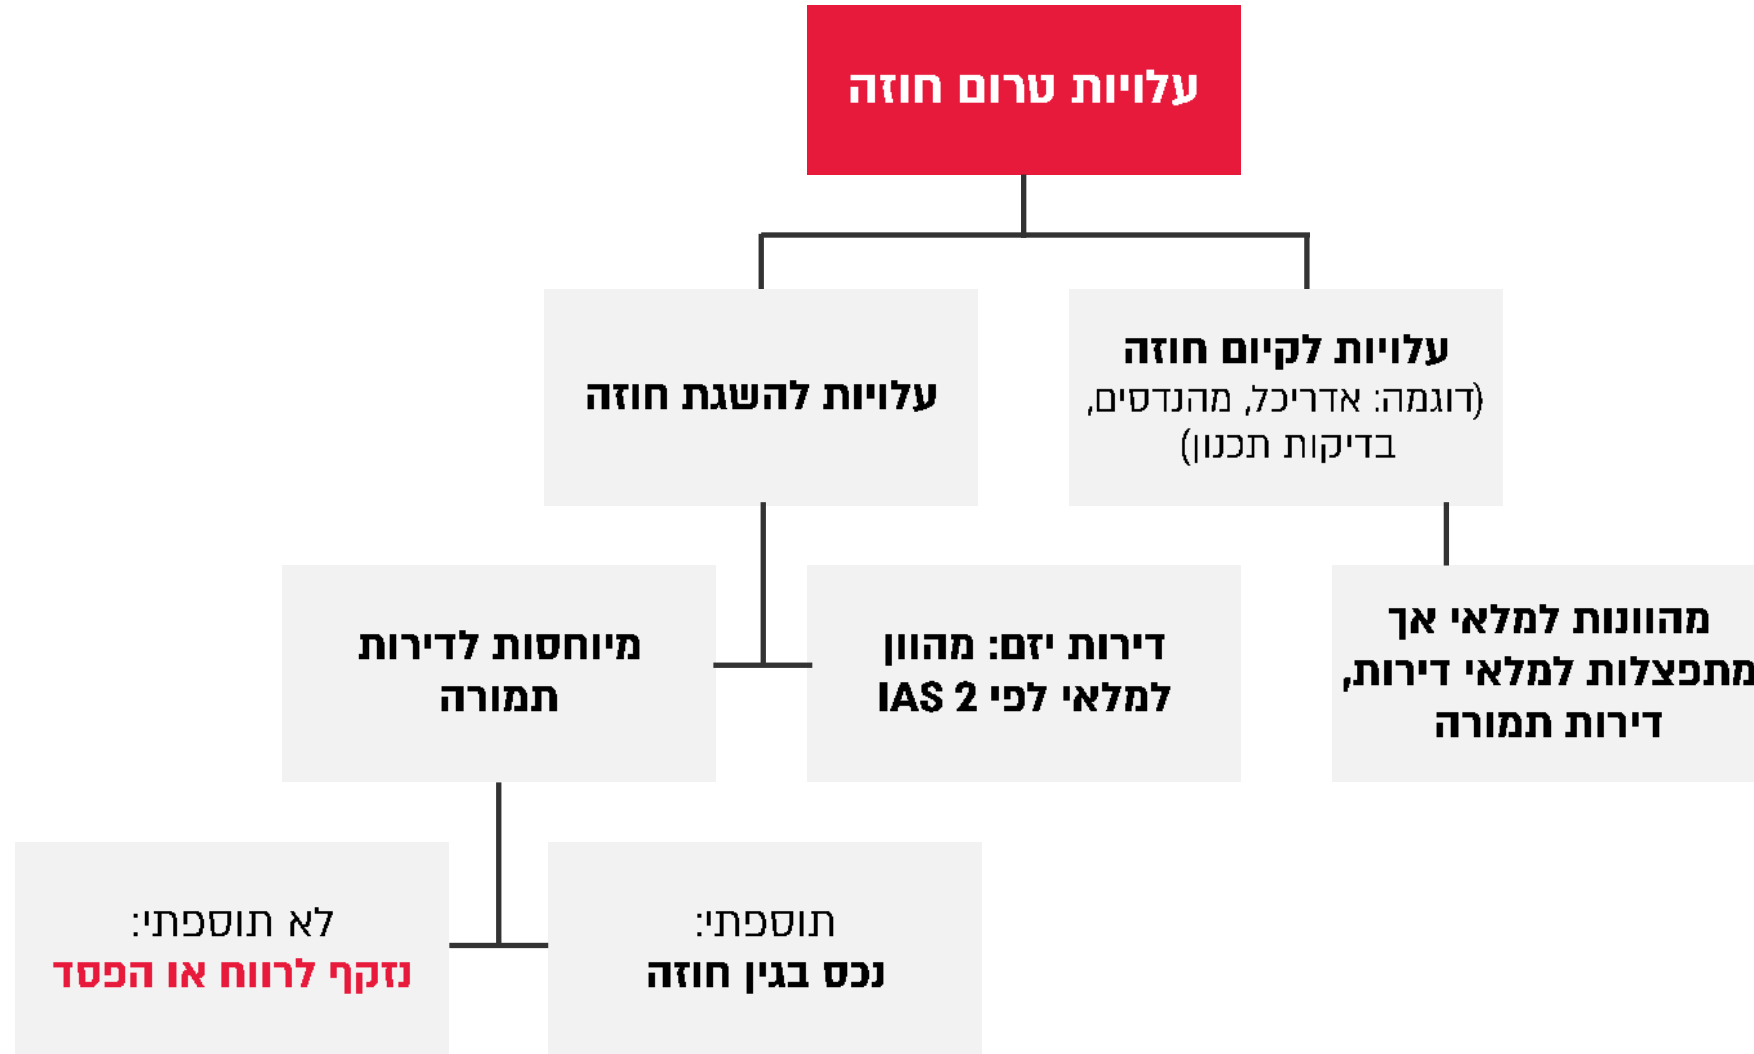 עלויות טרום חוזה
עלויות לקיום חוזה
(דוגמה: אדריכל, מהנדסים,
בדיקות תכנון)
עלויות להשגת חוזה
מהוונות למלאי אך
מתפצלות למלאי דירות,
דירות תמורה
דירות יזם: מהוון
למלאי לפי IAS 2
מיוחסות לדירות
תמורה
תוספתי:
נכס בגין חוזה
לא תוספתי:
נזקף לרווח או הפסד